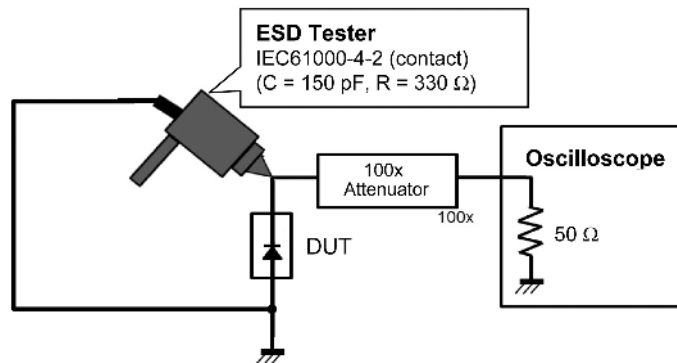 ESD Tester
IEC61000-4-2 (contact)
(C = 150 pF, R = 330 Ω)
100x
Attenuator
100x
Oscilloscope
50 Ω
DUT